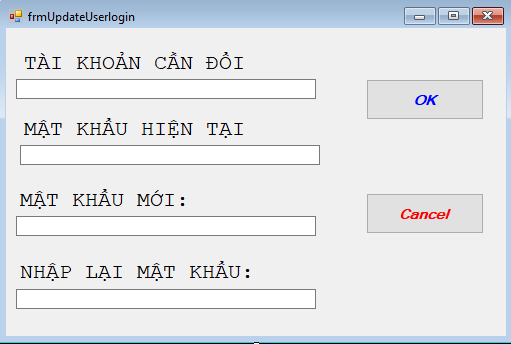 frmUpdateUserlogin
TÀI KHOẢN CẦN ĐỔI
OK
MẬT KHẨU HIỆN TẠI
MẬT KHẨU MỚI:
Cancel
NHẬP LẠI MẬT KHẨU: